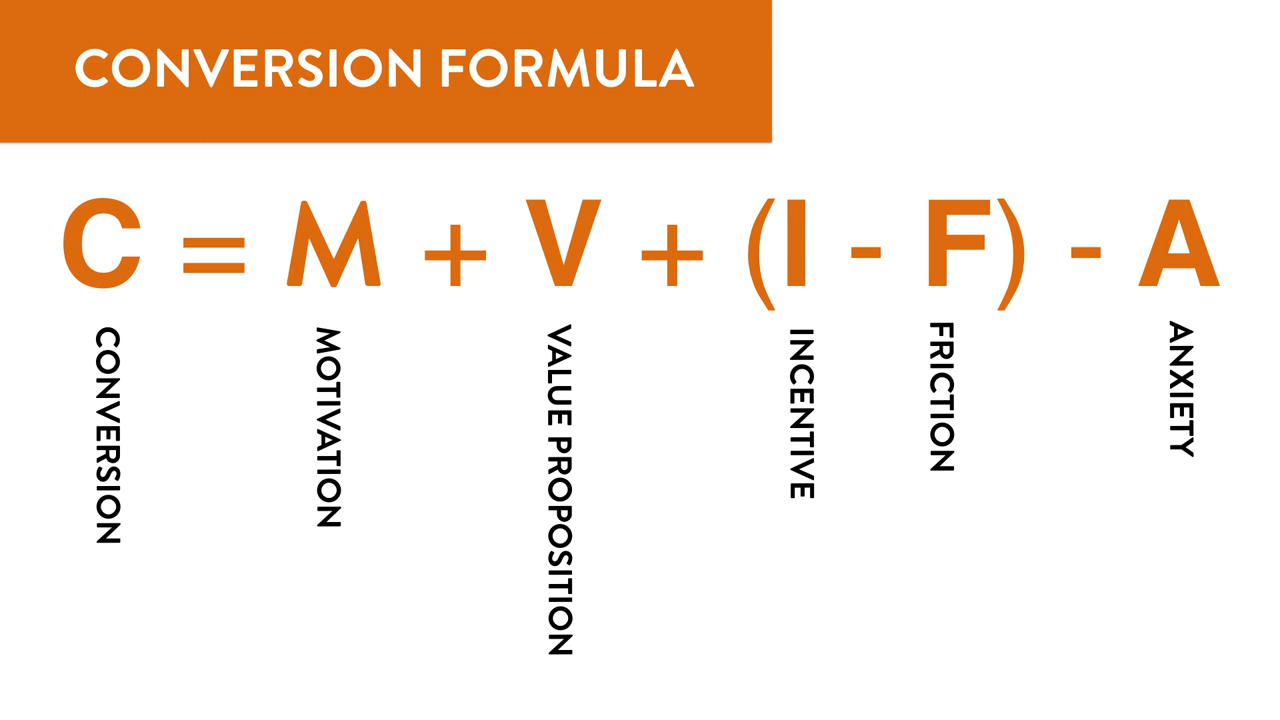 CONVERSION FORMULA
C = M + V + (I - F) - A
CONVERSION
MOTIVATION
VALUE PROPOSITION
INCENTIVE
FRICTION
ANXIETY